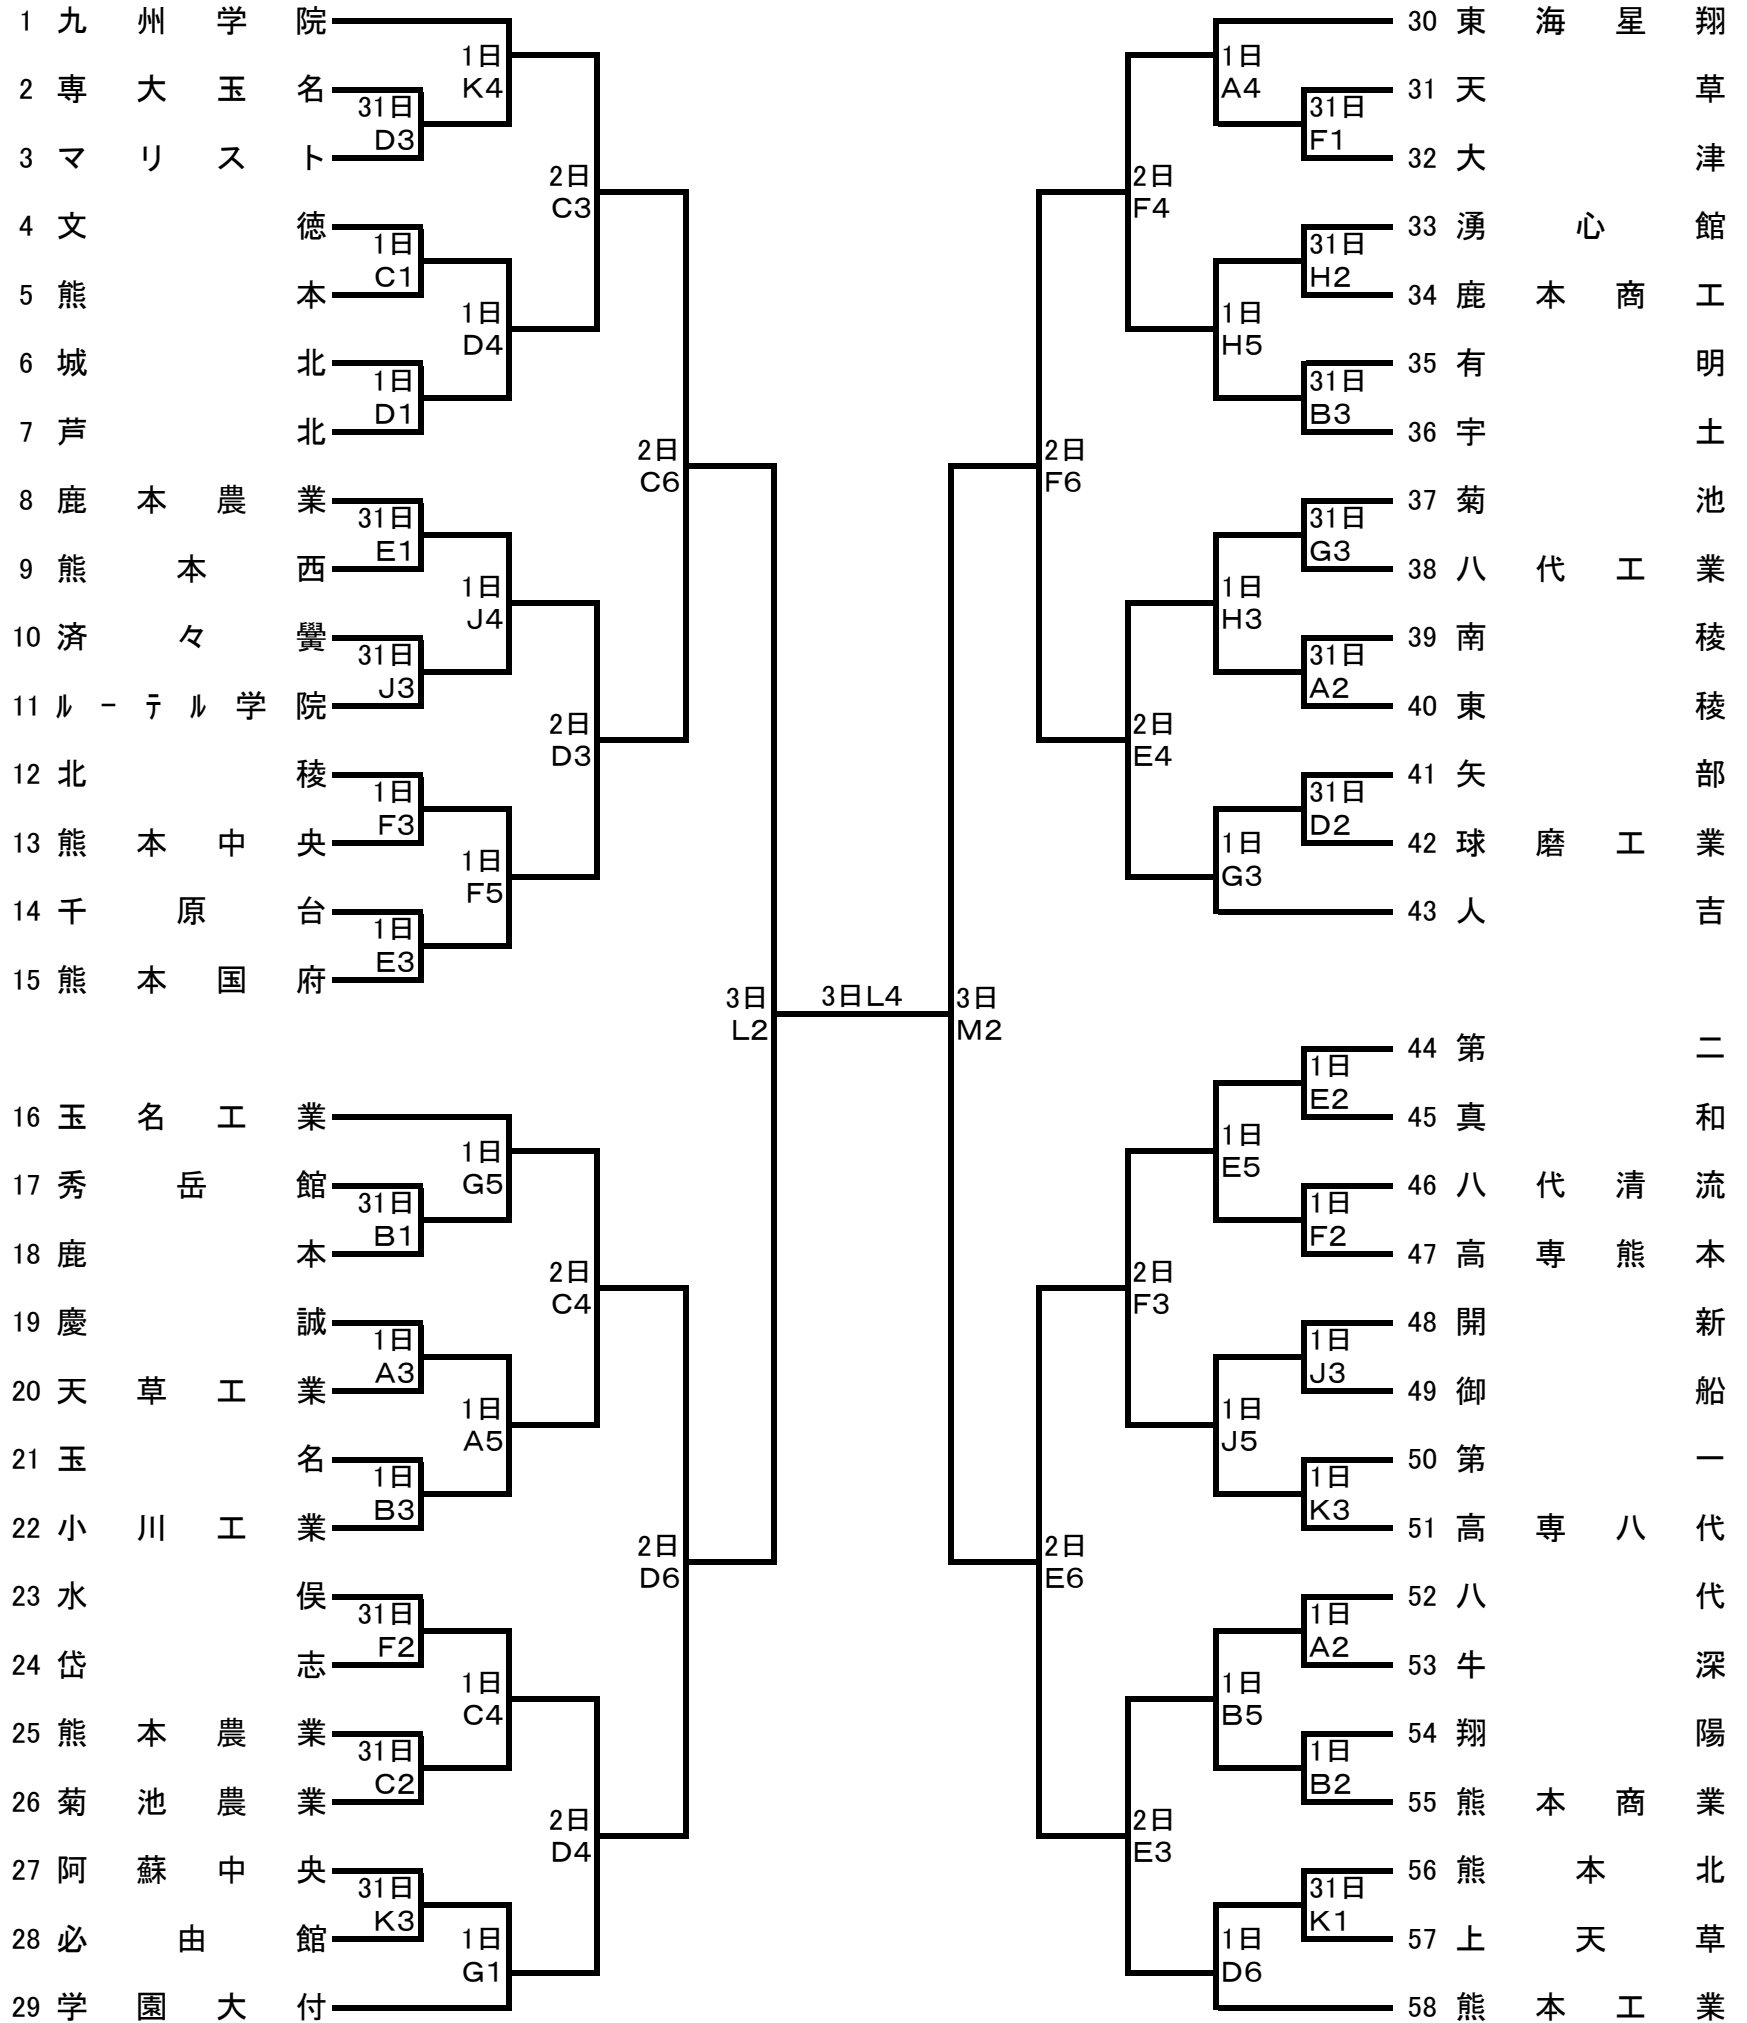 1 九州学院
2 専大玉名
3 マリスト
4 文徳
5 熊本
6 城北
7 芦北
8 鹿本農業
9 熊本西
10 済々黌
11 ﾙｰﾃﾙ学院
12 北稜
13 熊本中央
14 千原台
15 熊本国府
16 玉名工業
17 秀岳館
18 鹿本
19 慶誠
20 天草工業
21 玉名
22 小川工業
23 水俣
24 岱志
25 熊本農業
26 菊池農業
27 阿蘇中央
28 必由館
29 学園大付
31日
D3
1日
C1
1日
D1
31日
E1
31日
J3
1日
F3
1日
E3
31日
B1
1日
A3
1日
B3
31日
F2
31日
C2
31日
K3
1日
K4
1日
D4
1日
J4
1日
F5
1日
G5
1日
A5
1日
C4
1日
G1
2日
C3
2日
D3
2日
C4
2日
D4
2日
C6
2日
D6
3日
L2
3日L4
3日
M2
2日
F6
2日
E6
2日
F4
2日
E4
2日
F3
2日
E3
1日
A4
1日
H5
1日
H3
1日
G3
1日
E5
1日
J5
1日
B5
1日
D6
31日
F1
31日
H2
31日
B3
31日
G3
31日
A2
31日
D2
1日
E2
1日
F2
1日
J3
1日
K3
1日
A2
1日
B2
31日
K1
30 東海星翔
31 天草
32 大津
33 湧心館
34 鹿本商工
35 有明
36 宇土
37 菊池
38 八代工業
39 南稜
40 東稜
41 矢部
42 球磨工業
43 人吉
44 第二
45 真和
46 八代清流
47 高専熊本
48 開新
49 御船
50 第一
51 高専八代
52 八代
53 牛深
54 翔陽
55 熊本商業
56 熊本北
57 上天草
58 熊本工業